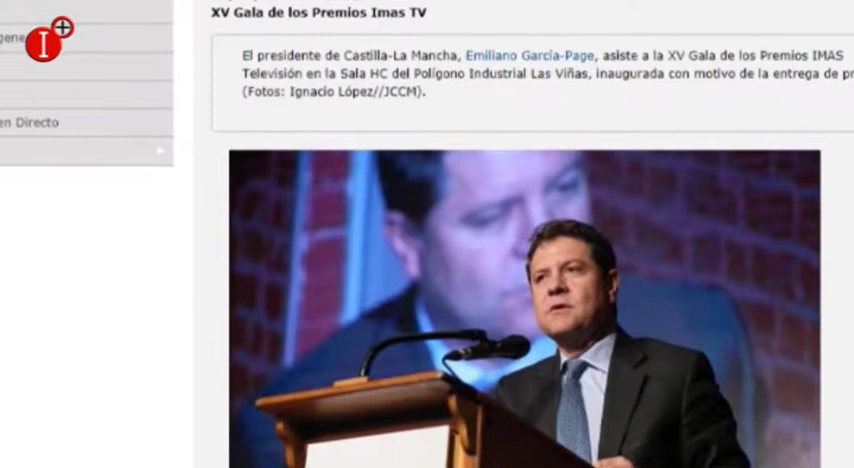 XV Gala de los Premios Imas TV
El presidente de Castilla-La Mancha, Emiliano García-Page, asiste a la XV Gala de los Premios IMAS
Televisión en la Sala HC del Polígono Industrial Las Viñas, inaugurada con motivo de la entrega de pr
(Fotos: Ignacio López//JCCM).
gene
I
en Directo